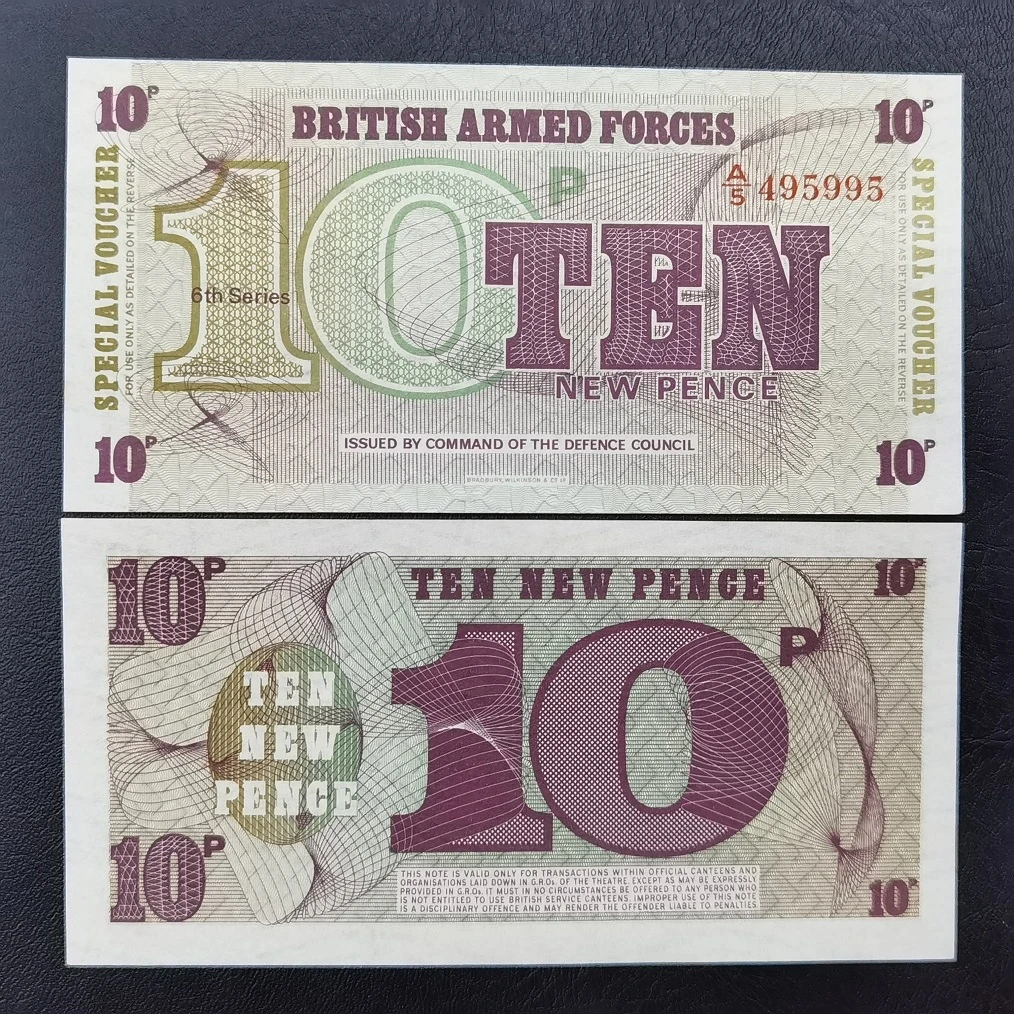 10P
BRITISH ARMED FORCES
10P
A/5 495995
SPECIAL VOUCHER
FOR USE ONLY AS DETAILED ON THE REVERSE
10P
6th Series
TEN
NEW PENCE
SPECIAL VOUCHER
FOR USE ONLY AS DETAILED ON THE REVERSE
ISSUED BY COMMAND OF THE DEFENCE COUNCIL
10P
10P
BRADBURY, WILKINSON & Co Ld
10P
TEN NEW PENCE
10P
10P
TEN
NEW
PENCE
10P
THIS NOTE IS VALID ONLY FOR TRANSACTIONS WITHIN OFFICIAL CANTEENS AND
ORGANISATIONS LAID DOWN IN G.R.Os. OF THE THEATRE. EXCEPT AS MAY BE EXPRESSLY
PROVIDED IN G.R.Os. IT MUST IN NO CIRCUMSTANCES BE OFFERED TO ANY PERSON WHO
IS NOT ENTITLED TO USE BRITISH SERVICE CANTEENS. IMPROPER USE OF THIS NOTE
IS A DISCIPLINARY OFFENCE AND MAY RENDER THE OFFENDER LIABLE TO PENALTIES
10P